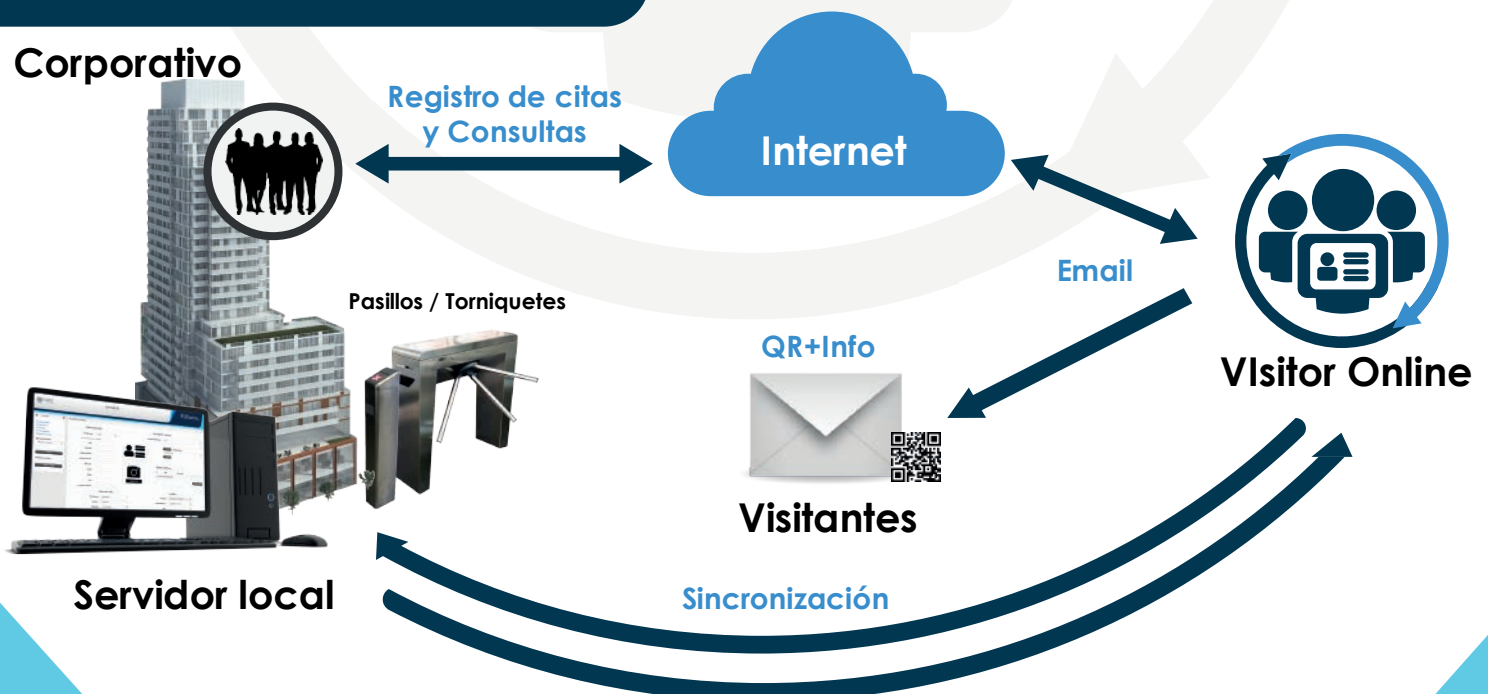 Corporativo
Registro de citas
y Consultas
Internet
Pasillos / Torniquetes
Email
QR+Info
VIsitor Online
Visitantes
Servidor local
Sincronización